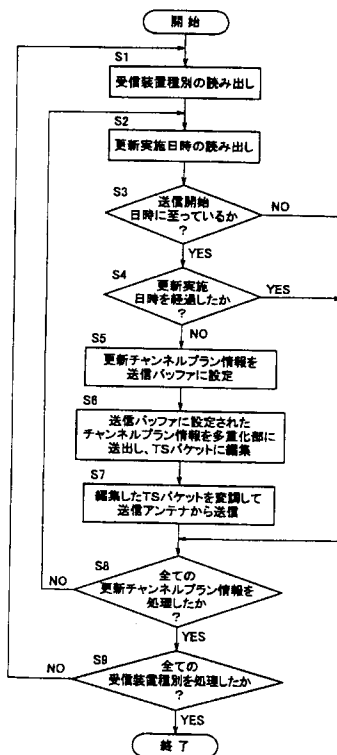 開始
S1
受信装置種別の読み出し
S2
更新実施日時の読み出し
S3
送信開始
日時に至っているか
?
NO
YES
S4
更新実施
日時を経過したか
?
YES
NO
S5
更新チャンネルプラン情報を
送信バッファに設定
S6
送信バッファに設定された
チャンネルプラン情報を多重化部に
送出し、TSパケットに編集
S7
編集したTSパケットを変調して
送信アンテナから送信
S8
全ての
更新チャンネルプラン情報を
処理したか
?
NO
YES
S9
全ての
受信装置種別を処理したか
?
NO
YES
終了